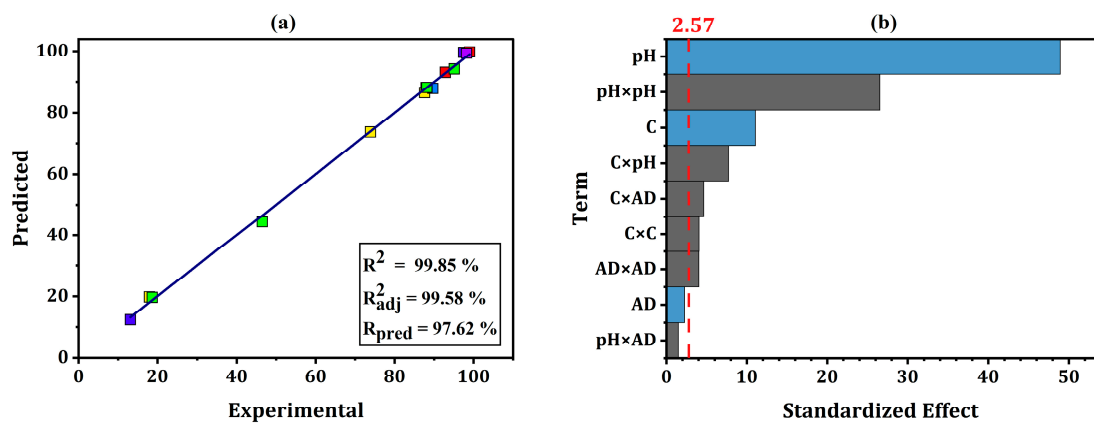 (a)
100
80
60
40
20
0
Predicted
R² = 99.85 %
R²adj = 99.58 %
Rpred = 97.62 %
0 20 40 60 80 100
Experimental
(b)
2.57
Term
pH
pH×pH
C
C×pH
C×AD
C×C
AD×AD
AD
pH×AD
0 10 20 30 40 50
Standardized Effect